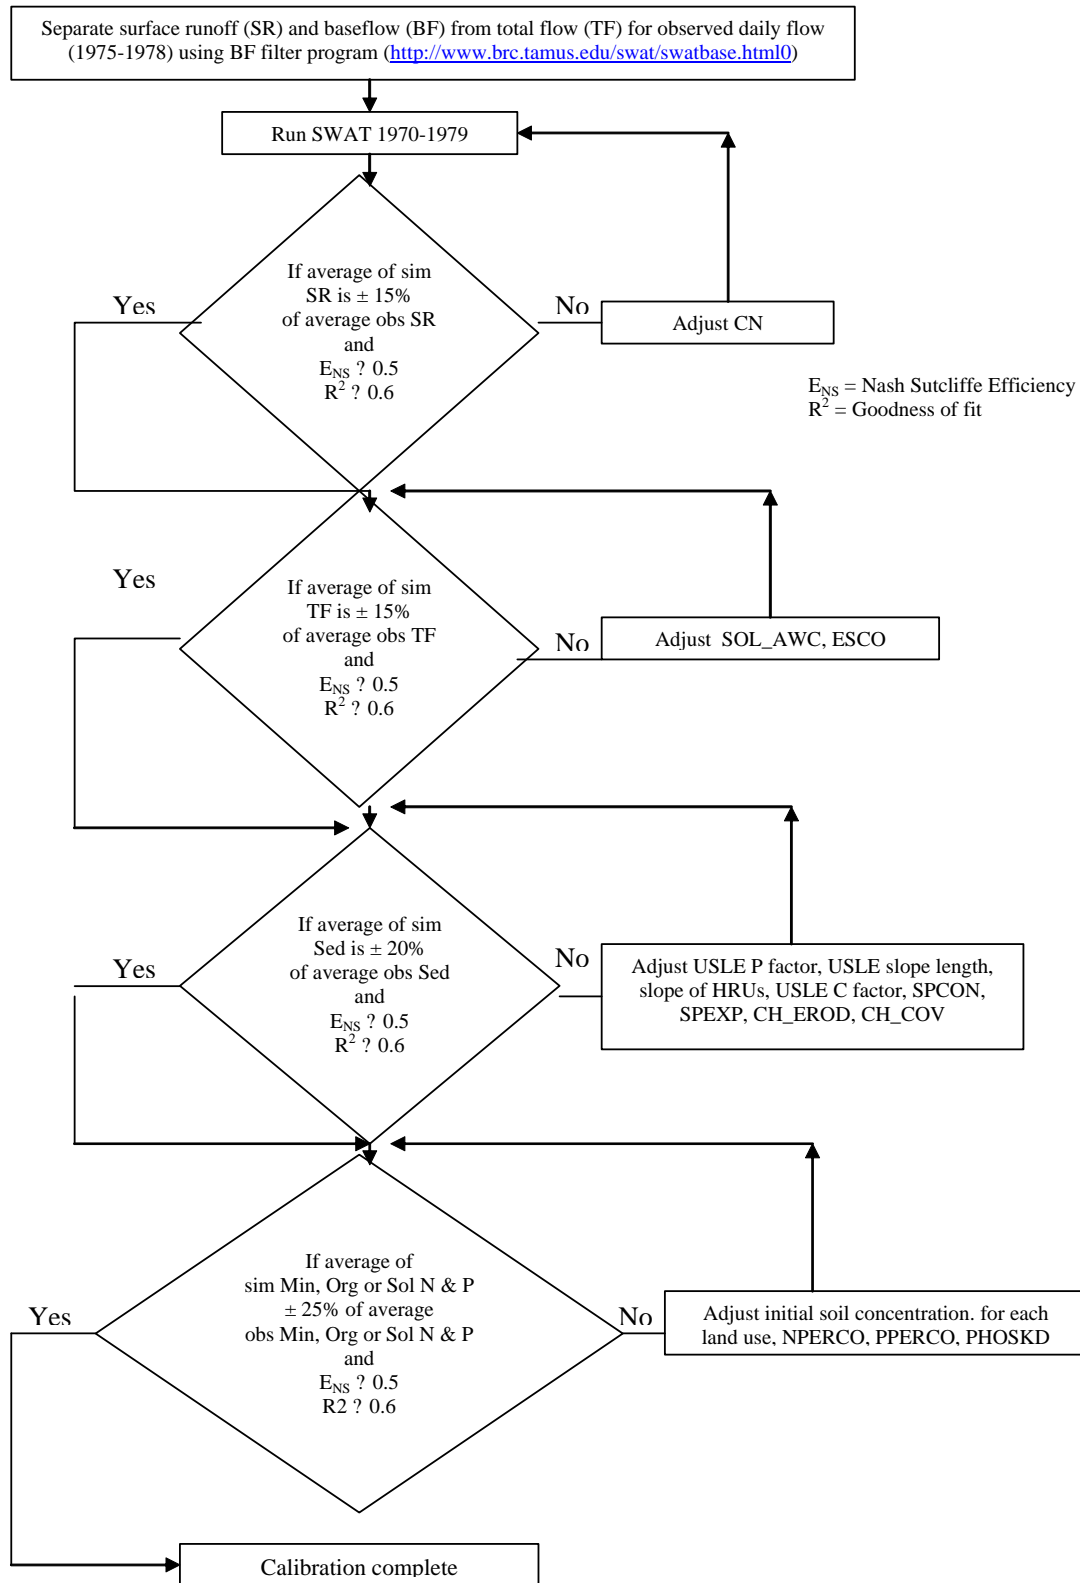 Separate surface runoff (SR) and baseflow (BF) from total flow (TF) for observed daily flow
(1975-1978) using BF filter program (http://www.brc.tamus.edu/swat/swatbase.html0)
Run SWAT 1970-1979
If average of sim
SR is ± 15%
of average obs SR
and
E_NS ? 0.5
R² ? 0.6
Yes
No
Adjust CN
E_NS = Nash Sutcliffe Efficiency
R² = Goodness of fit
If average of sim
TF is ± 15%
of average obs TF
and
E_NS ? 0.5
R² ? 0.6
Yes
No
Adjust SOL_AWC, ESCO
If average of sim
Sed is ± 20%
of average obs Sed
and
E_NS ? 0.5
R² ? 0.6
Yes
No
Adjust USLE P factor, USLE slope length,
slope of HRUs, USLE C factor, SPCON,
SPEXP, CH_EROD, CH_COV
If average of
sim Min, Org or Sol N & P
± 25% of average
obs Min, Org or Sol N & P
and
E_NS ? 0.5
R2 ? 0.6
Yes
No
Adjust initial soil concentration. for each
land use, NPERCO, PPERCO, PHOSKD
Calibration complete